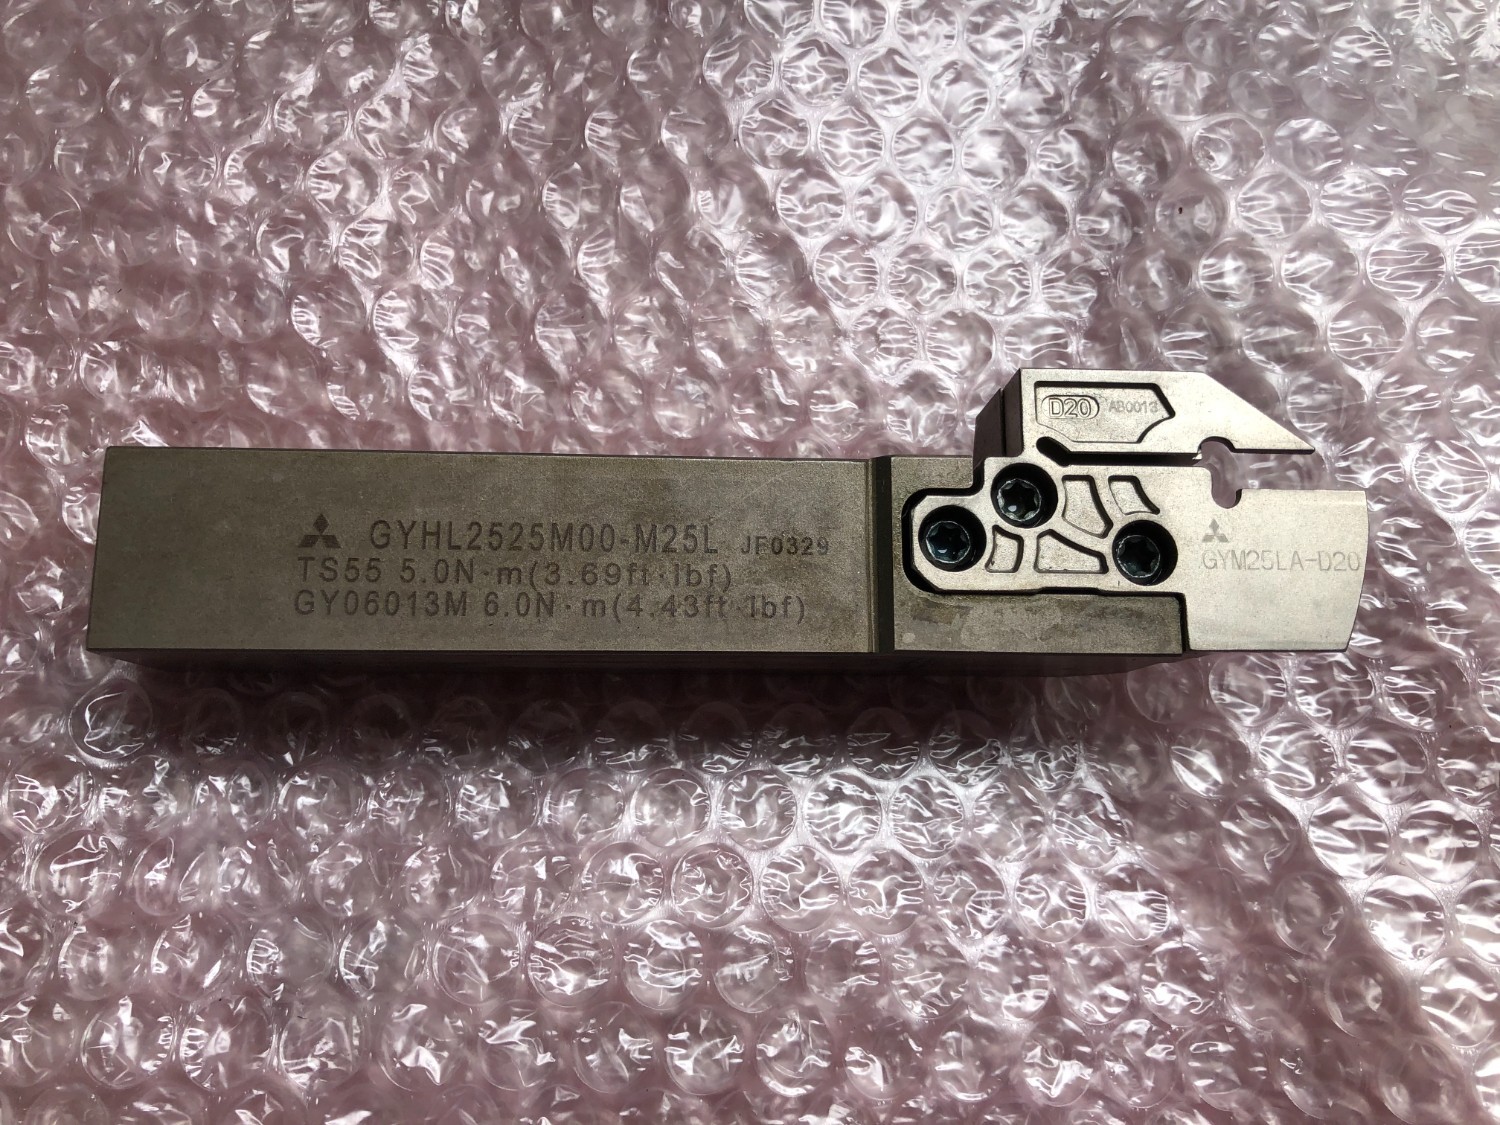 D20 AB0013
GYHL2525M00-M25L JF0329
TS55 5.0N·m(3.69ft·lbf)
GY06013M 6.0N·m(4.43ft·lbf)
GYM25LA-D20